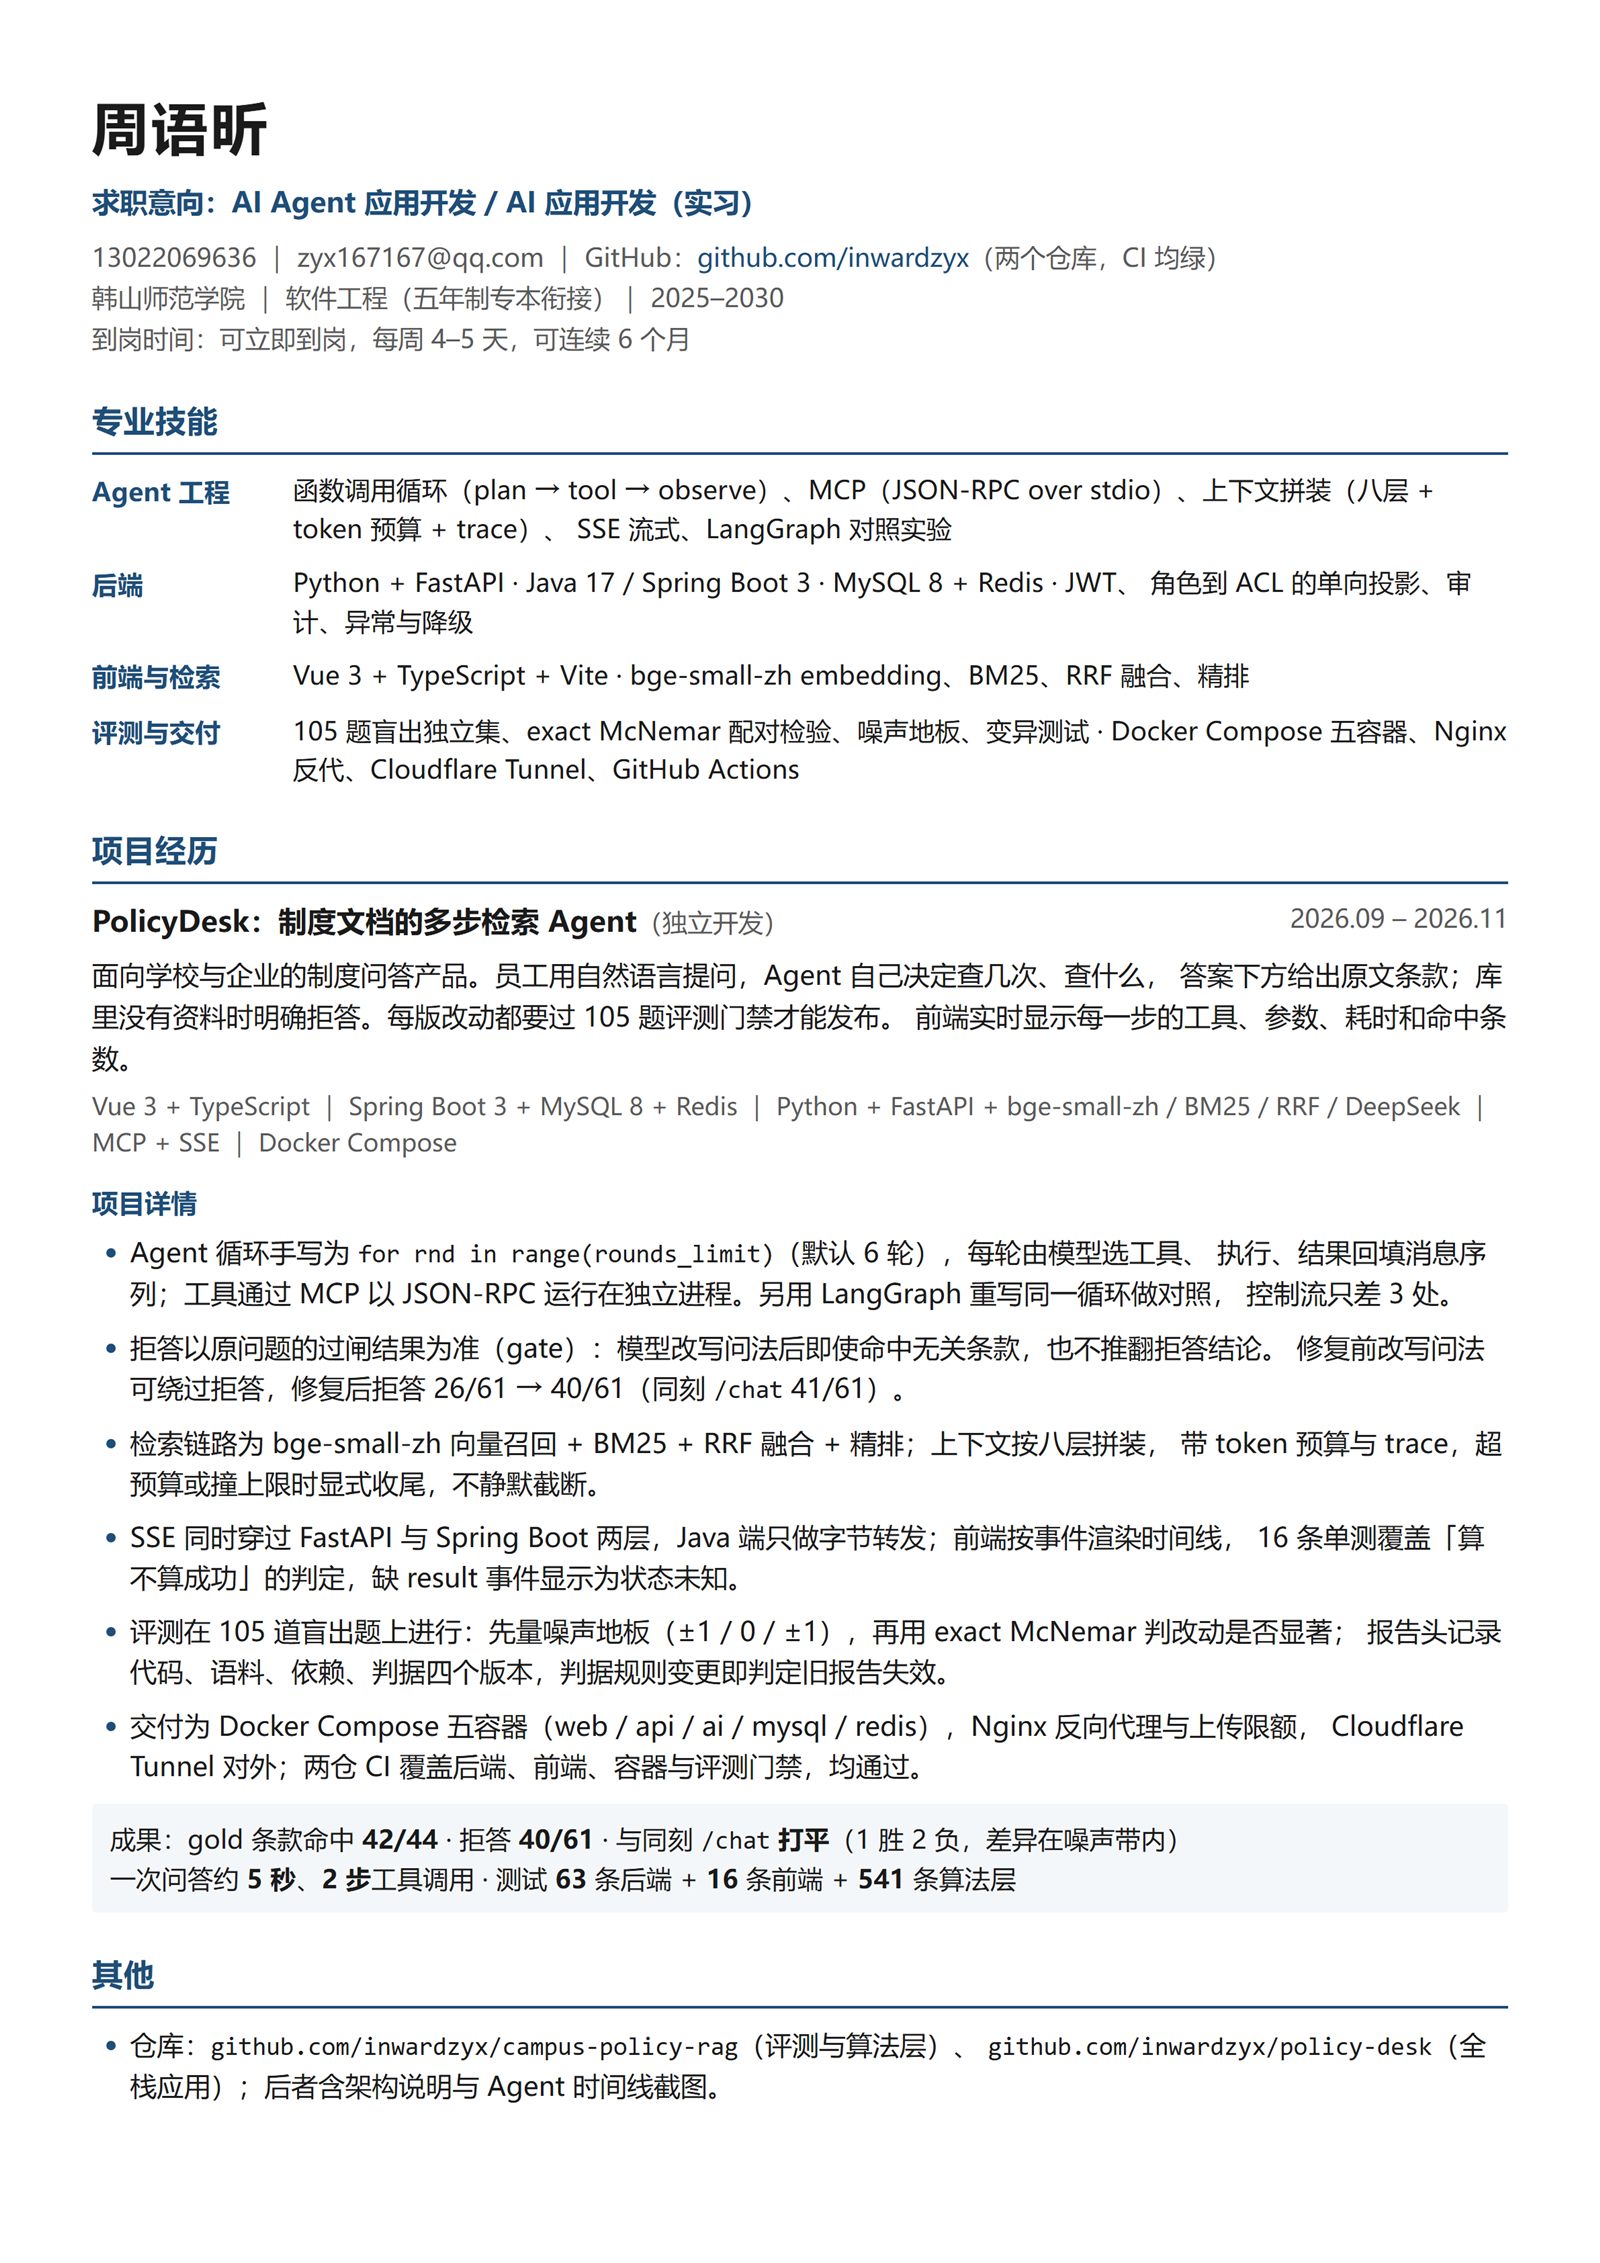 周语昕
求职意向：AI Agent 应用开发 / AI 应用开发（实习）
13022069636 | zyx167167@qq.com | GitHub：github.com/inwardzyx（两个仓库，CI 均绿）
韩山师范学院 | 软件工程（五年制专本衔接） | 2025–2030
到岗时间：可立即到岗，每周 4–5 天，可连续 6 个月
专业技能
Agent 工程 函数调用循环（plan → tool → observe）、MCP（JSON-RPC over stdio）、上下文拼装（八层 +
token 预算 + trace）、 SSE 流式、LangGraph 对照实验
后端 Python + FastAPI · Java 17 / Spring Boot 3 · MySQL 8 + Redis · JWT、 角色到 ACL 的单向投影、审
计、异常与降级
前端与检索 Vue 3 + TypeScript + Vite · bge-small-zh embedding、BM25、RRF 融合、精排
评测与交付 105 题盲出独立集、exact McNemar 配对检验、噪声地板、变异测试 · Docker Compose 五容器、Nginx
反代、Cloudflare Tunnel、GitHub Actions
项目经历
PolicyDesk：制度文档的多步检索 Agent（独立开发） 2026.09 – 2026.11
面向学校与企业的制度问答产品。员工用自然语言提问，Agent 自己决定查几次、查什么， 答案下方给出原文条款；库
里没有资料时明确拒答。每版改动都要过 105 题评测门禁才能发布。 前端实时显示每一步的工具、参数、耗时和命中条
数。
Vue 3 + TypeScript | Spring Boot 3 + MySQL 8 + Redis | Python + FastAPI + bge-small-zh / BM25 / RRF / DeepSeek |
MCP + SSE | Docker Compose
项目详情
• Agent 循环手写为 for rnd in range(rounds_limit)（默认 6 轮），每轮由模型选工具、 执行、结果回填消息序
列；工具通过 MCP 以 JSON-RPC 运行在独立进程。另用 LangGraph 重写同一循环做对照， 控制流只差 3 处。
• 拒答以原问题的过闸结果为准（gate）：模型改写问法后即使命中无关条款，也不推翻拒答结论。 修复前改写问法
可绕过拒答，修复后拒答 26/61 → 40/61（同刻 /chat 41/61）。
• 检索链路为 bge-small-zh 向量召回 + BM25 + RRF 融合 + 精排；上下文按八层拼装， 带 token 预算与 trace，超
预算或撞上限时显式收尾，不静默截断。
• SSE 同时穿过 FastAPI 与 Spring Boot 两层，Java 端只做字节转发；前端按事件渲染时间线， 16 条单测覆盖「算
不算成功」的判定，缺 result 事件显示为状态未知。
• 评测在 105 道盲出题上进行：先量噪声地板（±1 / 0 / ±1），再用 exact McNemar 判改动是否显著； 报告头记录
代码、语料、依赖、判据四个版本，判据规则变更即判定旧报告失效。
• 交付为 Docker Compose 五容器（web / api / ai / mysql / redis），Nginx 反向代理与上传限额， Cloudflare
Tunnel 对外；两仓 CI 覆盖后端、前端、容器与评测门禁，均通过。
成果：gold 条款命中 42/44 · 拒答 40/61 · 与同刻 /chat 打平（1 胜 2 负，差异在噪声带内）
一次问答约 5 秒、2 步工具调用 · 测试 63 条后端 + 16 条前端 + 541 条算法层
其他
• 仓库：github.com/inwardzyx/campus-policy-rag（评测与算法层）、 github.com/inwardzyx/policy-desk（全
栈应用）；后者含架构说明与 Agent 时间线截图。